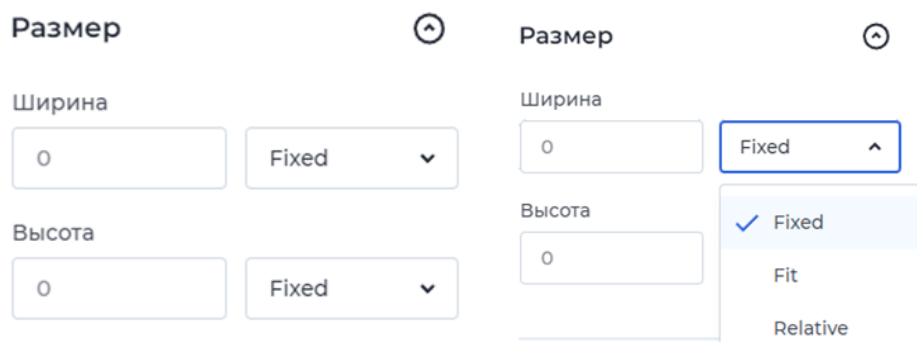 Размер
Ширина
0 Fixed
Высота
0 Fixed
Размер
Ширина
0 Fixed
Высота
0
Fixed
Fit
Relative